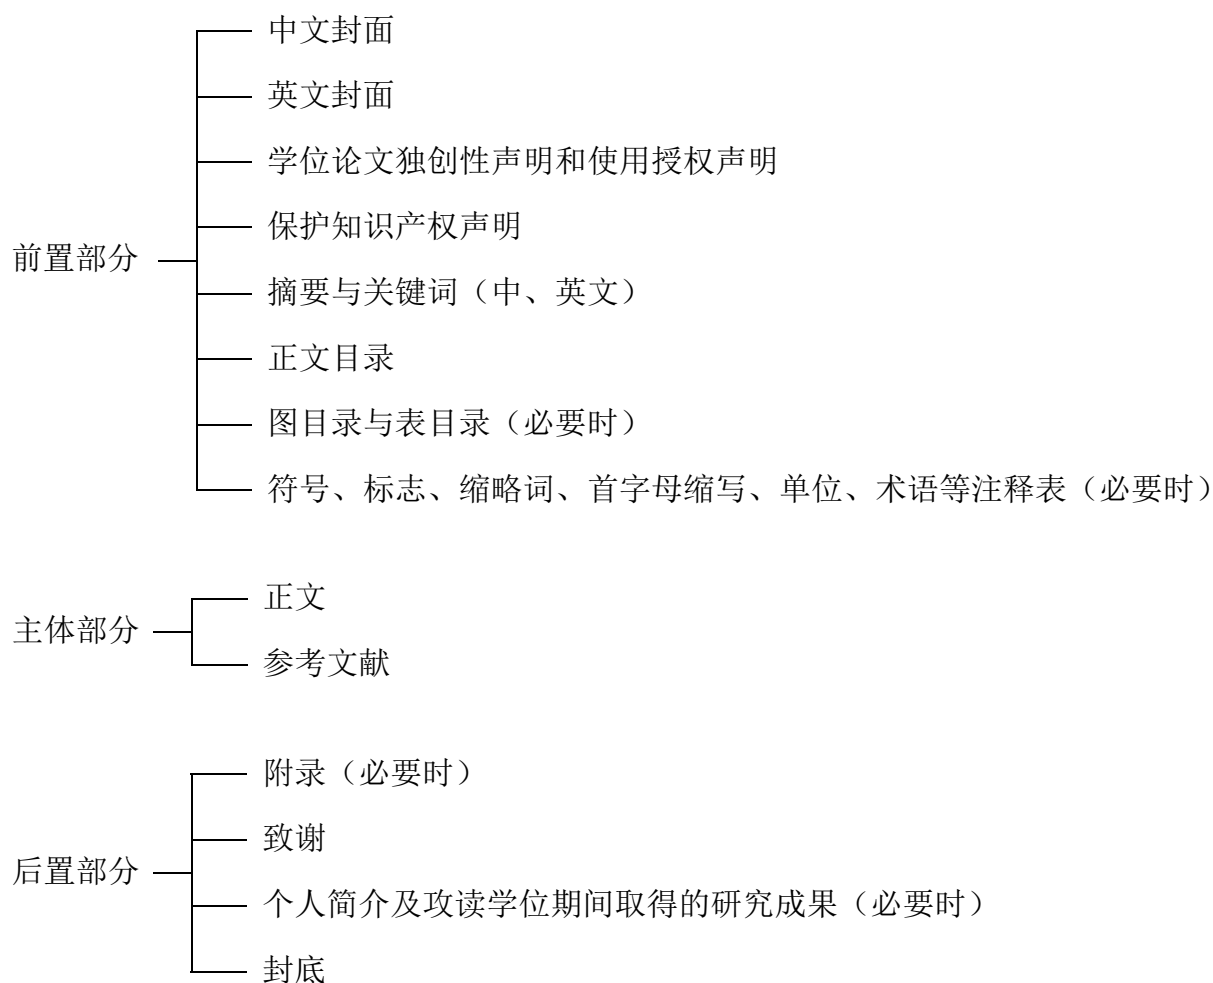 前置部分
中文封面
英文封面
学位论文独创性声明和使用授权声明
保护知识产权声明
摘要与关键词（中、英文）
正文目录
图目录与表目录（必要时）
符号、标志、缩略词、首字母缩写、单位、术语等注释表（必要时）
主体部分
正文
参考文献
后置部分
附录（必要时）
致谢
个人简介及攻读学位期间取得的研究成果（必要时）
封底